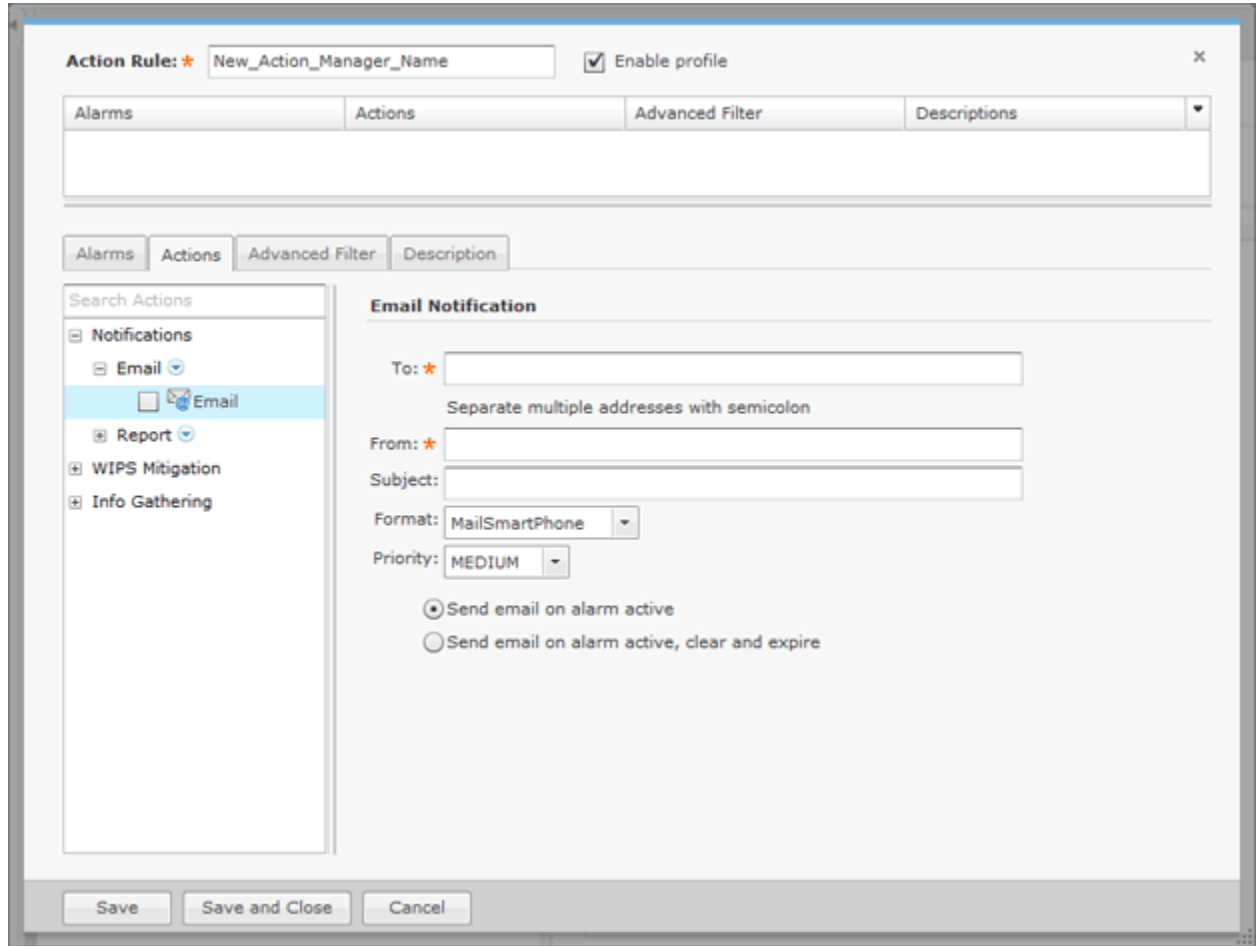 Action Rule: * New_Action_Manager_Name Enable profile
Alarms Actions Advanced Filter Descriptions
Alarms Actions Advanced Filter Description
Search Actions
Notifications
Email
Email
Report
WIPS Mitigation
Info Gathering
Email Notification
To: *
Separate multiple addresses with semicolon
From: *
Subject:
Format: MailSmartPhone
Priority: MEDIUM
Send email on alarm active
Send email on alarm active, clear and expire
Save Save and Close Cancel